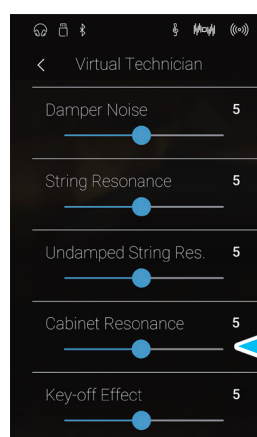 Virtual Technician
Damper Noise 5
String Resonance 5
Undamped String Res. 5
Cabinet Resonance 5
Key-off Effect 5